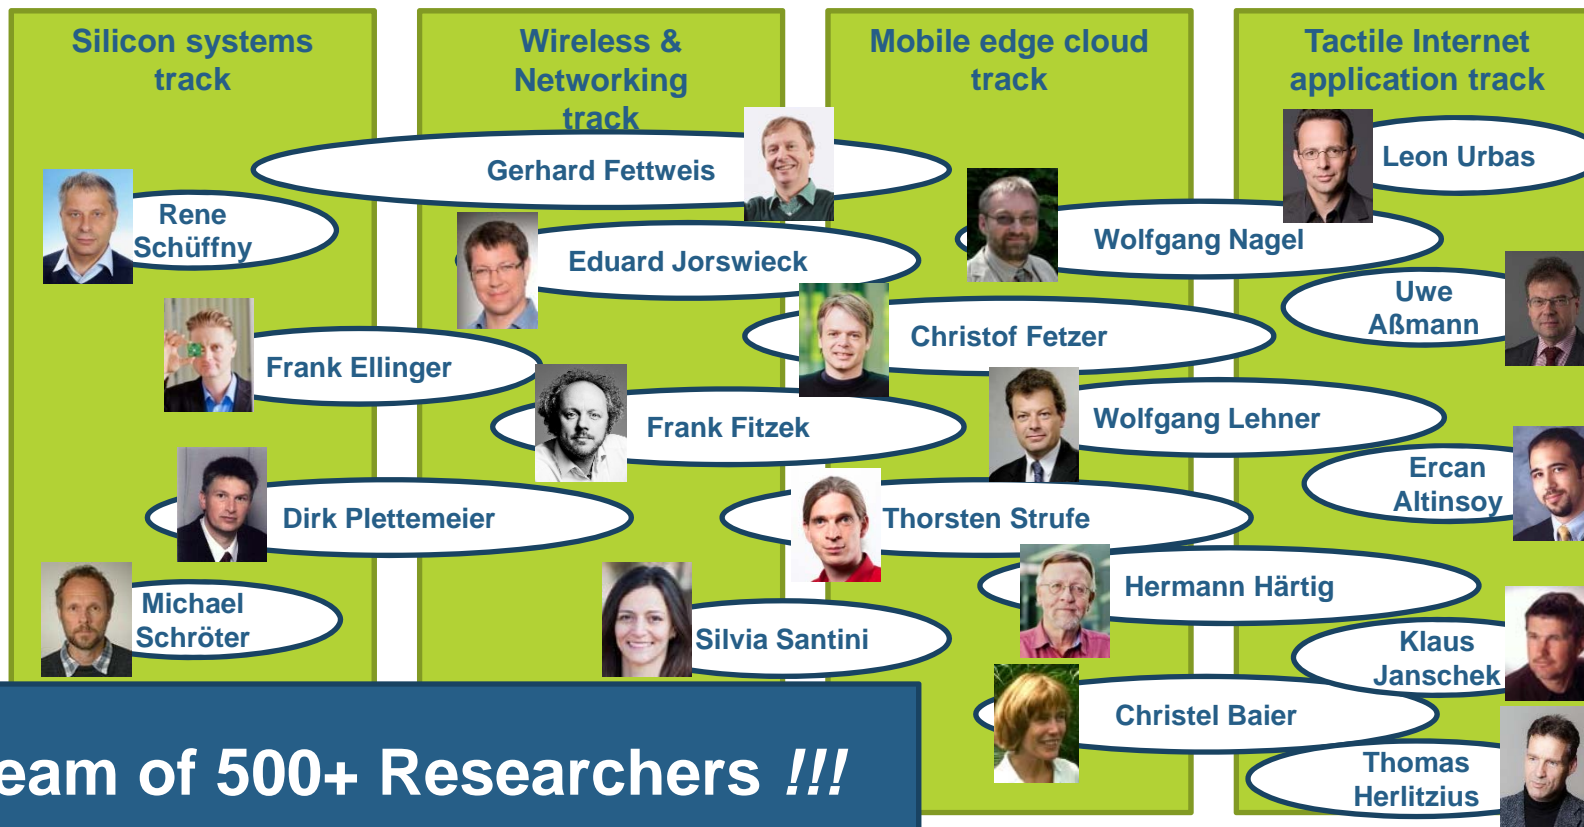 Silicon systems
track
Wireless &
Networking
track
Mobile edge cloud
track
Tactile Internet
application track
Gerhard Fettweis
Leon Urbas
Rene
Schüffny
Eduard Jorswieck
Wolfgang Nagel
Uwe
Aßmann
Christof Fetzer
Frank Ellinger
Frank Fitzek
Wolfgang Lehner
Ercan
Altinsoy
Dirk Plettemeier
Thorsten Strufe
Hermann Härtig
Michael
Schröter
Silvia Santini
Klaus
Janschek
Christel Baier
Thomas
Herlitzius
eam of 500+ Researchers !!!